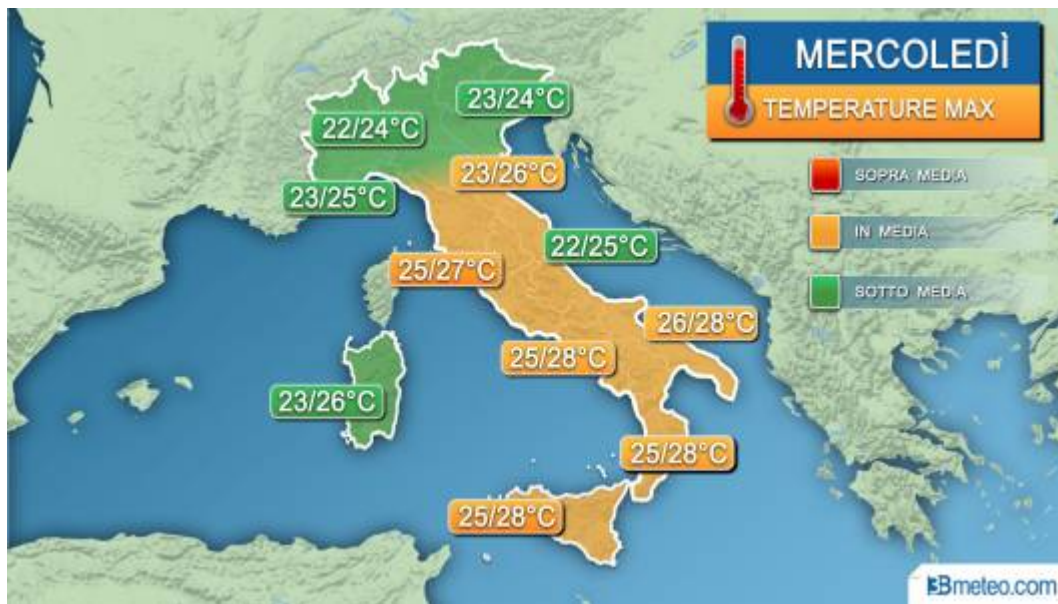 MERCOLEDÌ
TEMPERATURE MAX
SOPRA MEDIA
IN MEDIA
SOTTO MEDIA
23/24°C
22/24°C
23/26°C
23/25°C
22/25°C
25/27°C
26/28°C
25/28°C
23/26°C
25/28°C
25/28°C
3Bmeteo.com